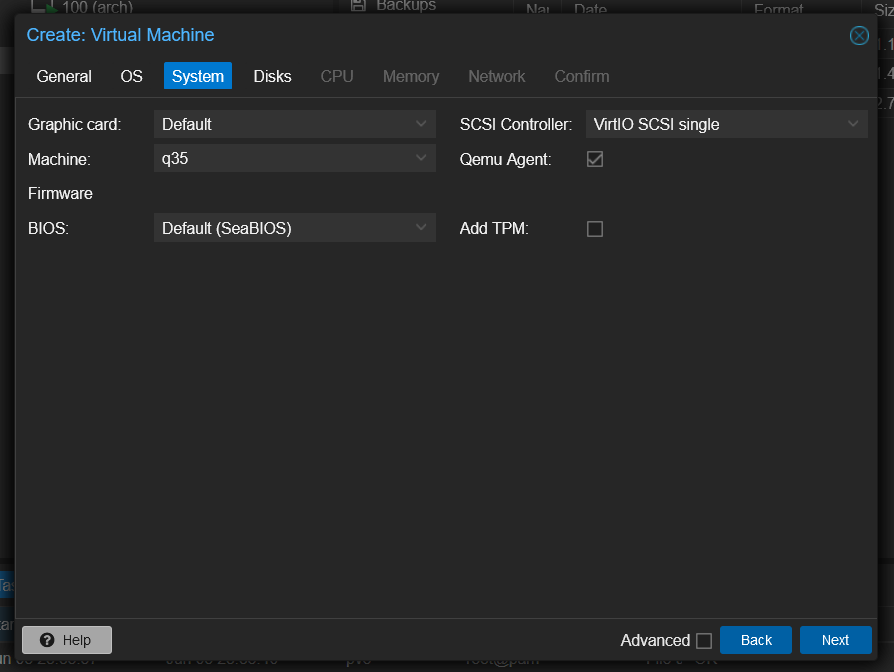 100 (arch)
Backups
Date
Format
Create: Virtual Machine
General OS System Disks CPU Memory Network Confirm
Graphic card: Default SCSI Controller: VirtIO SCSI single
Machine: q35 Qemu Agent:
Firmware
BIOS: Default (SeaBIOS) Add TPM:
Help Advanced Back Next